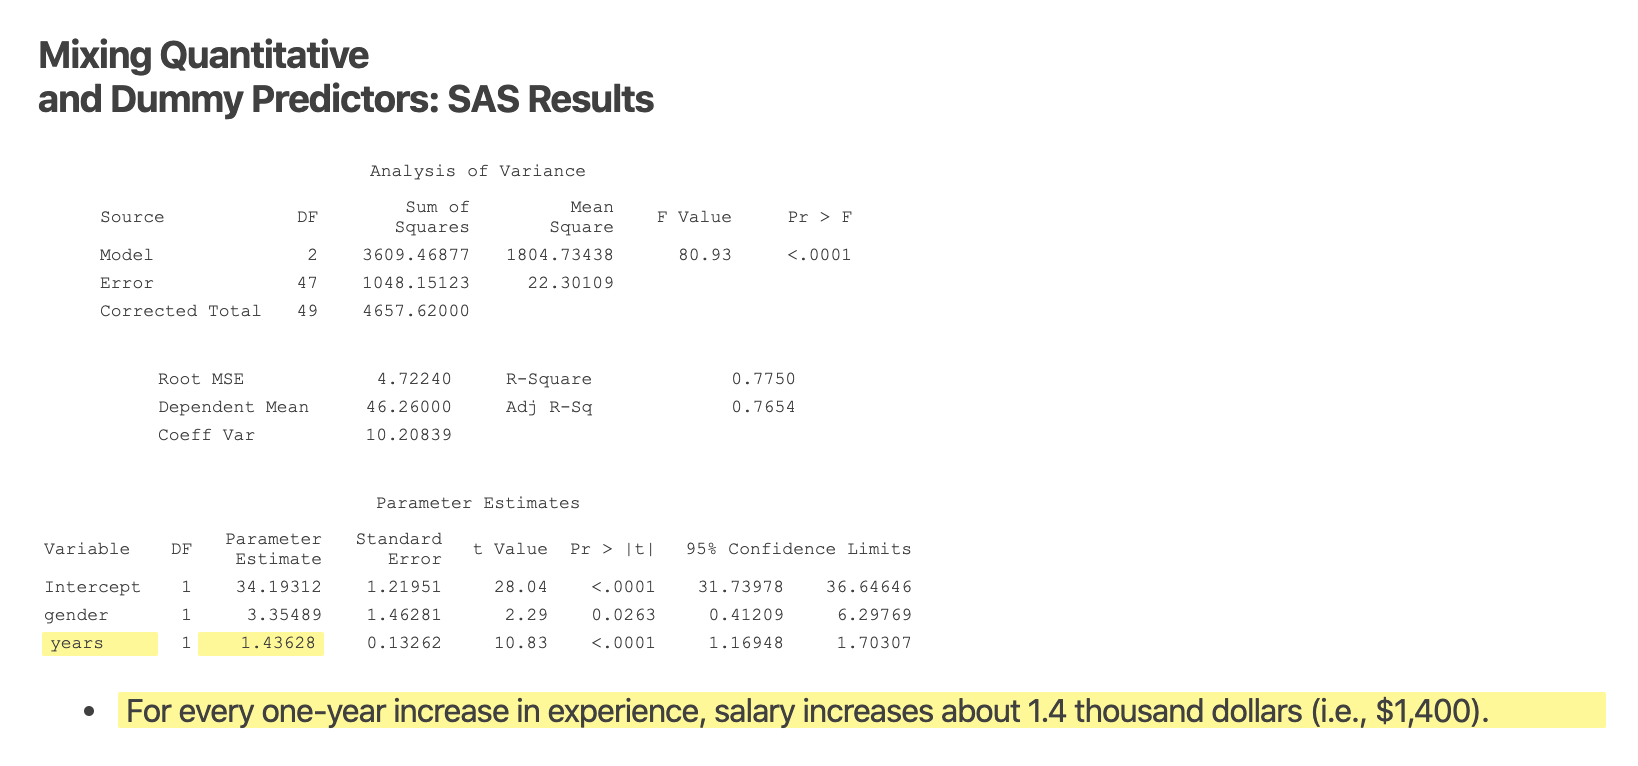 Mixing Quantitative
and Dummy Predictors: SAS Results
Analysis of Variance
Source DF Sum of Squares Mean Square F Value Pr > F
Model 2 3609.46877 1804.73438 80.93 <.0001
Error 47 1048.15123 22.30109
Corrected Total 49 4657.62000
Root MSE 4.72240 R-Square 0.7750
Dependent Mean 46.26000 Adj R-Sq 0.7654
Coeff Var 10.20839
Parameter Estimates
Variable DF Parameter Estimate Standard Error t Value Pr > |t| 95% Confidence Limits
Intercept 1 34.19312 1.21951 28.04 <.0001 31.73978 36.64646
gender 1 3.35489 1.46281 2.29 0.0263 0.41209 6.29769
years 1 1.43628 0.13262 10.83 <.0001 1.16948 1.70307
• For every one-year increase in experience, salary increases about 1.4 thousand dollars (i.e., $1,400).